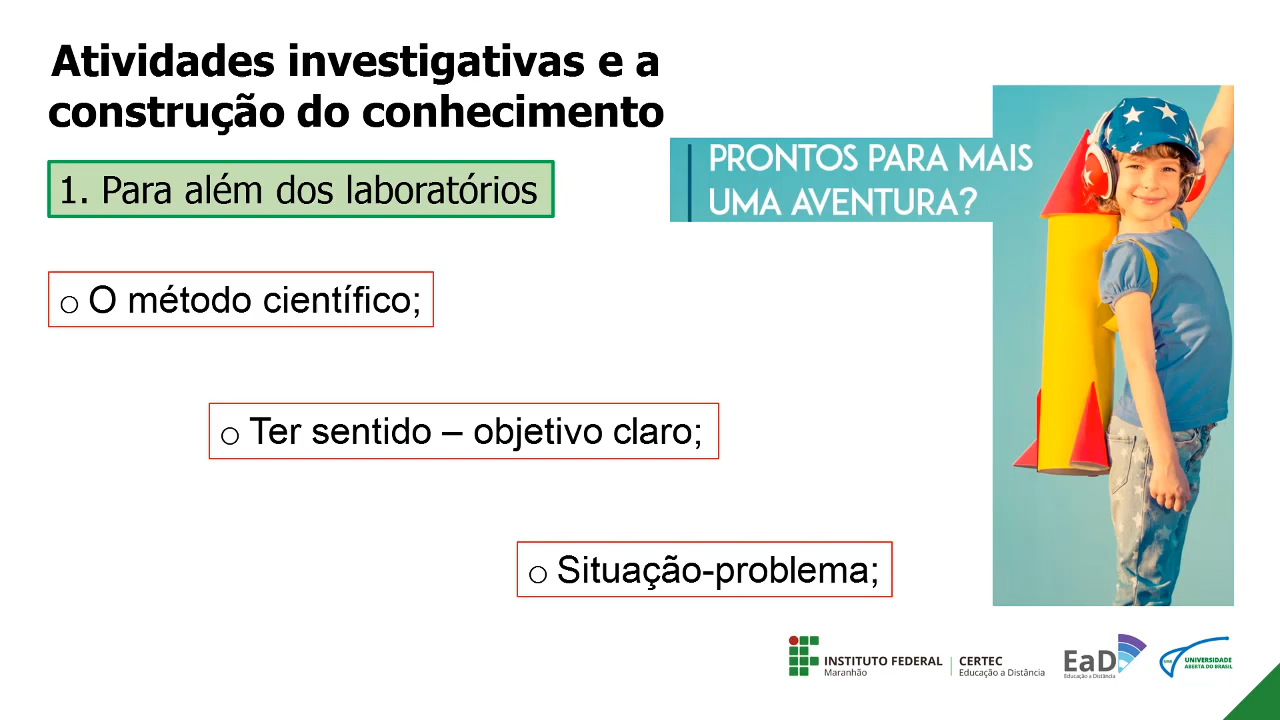 Atividades investigativas e a
construção do conhecimento
PRONTOS PARA MAIS
UMA AVENTURA?
1. Para além dos laboratórios
o O método científico;
o Ter sentido – objetivo claro;
o Situação-problema;
INSTITUTO FEDERAL
Maranhão
CERTEC
Educação a Distância
EaD
Educação a Distância
UAB
UNIVERSIDADE
ABERTA DO BRASIL